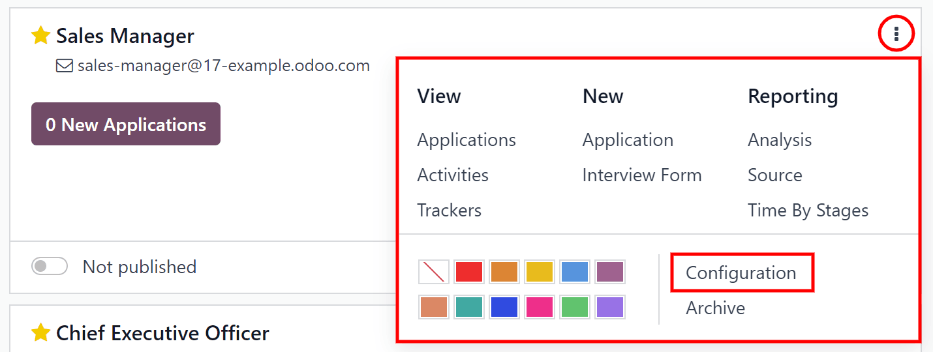 Sales Manager
sales-manager@17-example.odoo.com
0 New Applications
Not published
View
New
Reporting
Applications
Application
Analysis
Activities
Interview Form
Source
Trackers
Time By Stages
Configuration
Archive
Chief Executive Officer